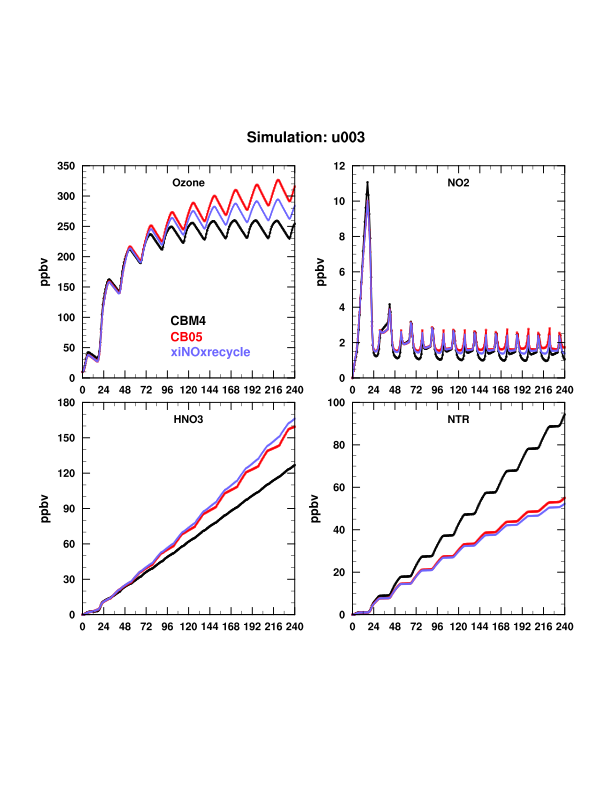 Simulation: u003
350
300
250
200
150
100
50
0
ppbv
Ozone
CBM4
CB05
xiNOxrecycle
0 24 48 72 96 120 144 168 192 216 240
12
10
8
6
4
2
0
ppbv
NO2
0 24 48 72 96 120 144 168 192 216 240
180
150
120
90
60
30
0
ppbv
HNO3
0 24 48 72 96 120 144 168 192 216 240
100
80
60
40
20
0
ppbv
NTR
0 24 48 72 96 120 144 168 192 216 240